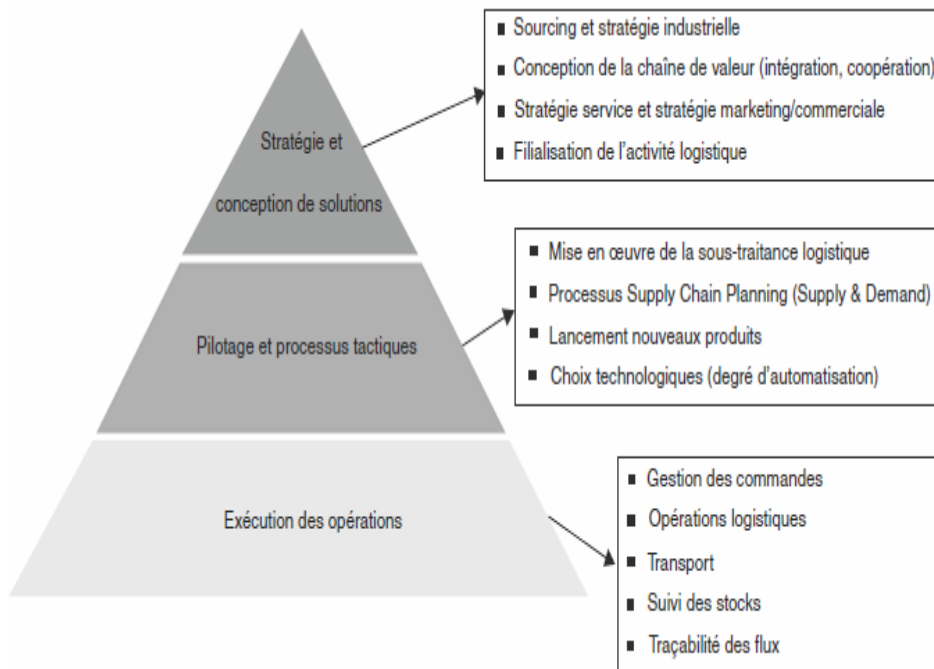 Stratégie et
conception de solutions
▪ Sourcing et stratégie industrielle
▪ Conception de la chaîne de valeur (intégration, coopération)
▪ Stratégie service et stratégie marketing/commerciale
▪ Filialisation de l'activité logistique
Pilotage et processus tactiques
▪ Mise en œuvre de la sous-traitance logistique
▪ Processus Supply Chain Planning (Supply & Demand)
▪ Lancement nouveaux produits
▪ Choix technologiques (degré d'automatisation)
Exécution des opérations
▪ Gestion des commandes
▪ Opérations logistiques
▪ Transport
▪ Suivi des stocks
▪ Traçabilité des flux